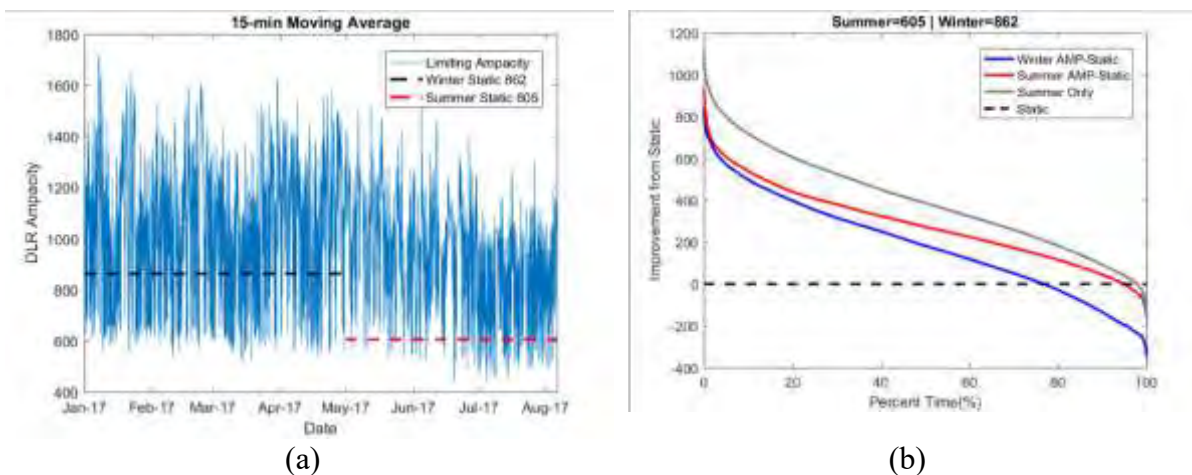 15-min Moving Average
1800
1600
1400
1200
1000
800
600
400
DLR Ampacity
Limiting Ampacity
Winter Static 862
Summer Static 605
Jan-17 Feb-17 Mar-17 Apr-17 May-17 Jun-17 Jul-17 Aug-17
Date
(a)
Summer=605 | Winter=862
1200
1000
800
600
400
200
0
-200
-400
Improvement from Static
Winter AMP-Static
Summer AMP-Static
Summer Only
Static
0 20 40 60 80 100
Percent Time(%)
(b)